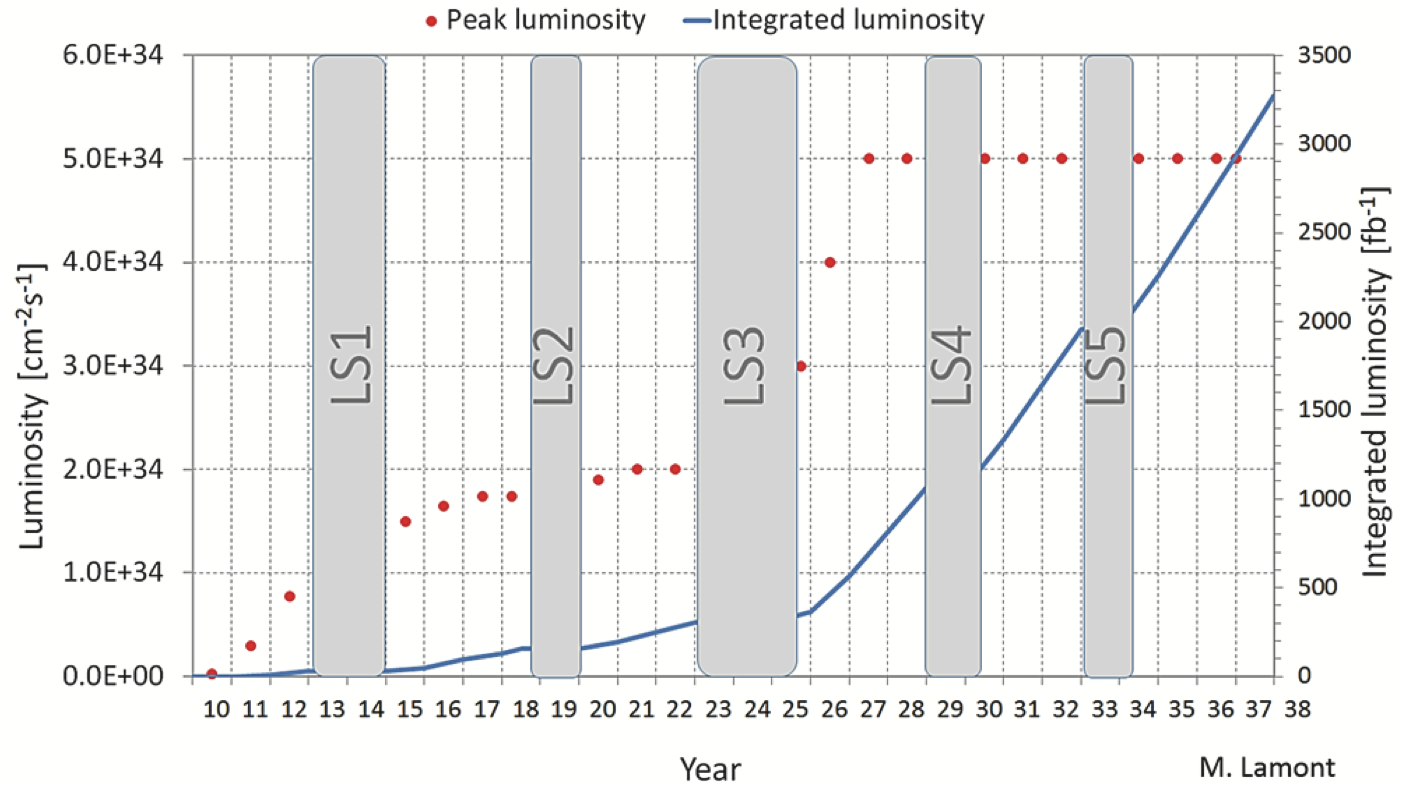 Peak luminosity Integrated luminosity
6.0E+34
5.0E+34
4.0E+34
3.0E+34
2.0E+34
1.0E+34
0.0E+00
Luminosity [cm-2s-1]
LS1
LS2
LS3
LS4
LS5
3500
3000
2500
2000
1500
1000
500
0
Integrated luminosity [fb-1]
10 11 12 13 14 15 16 17 18 19 20 21 22 23 24 25 26 27 28 29 30 31 32 33 34 35 36 37 38
Year
M. Lamont